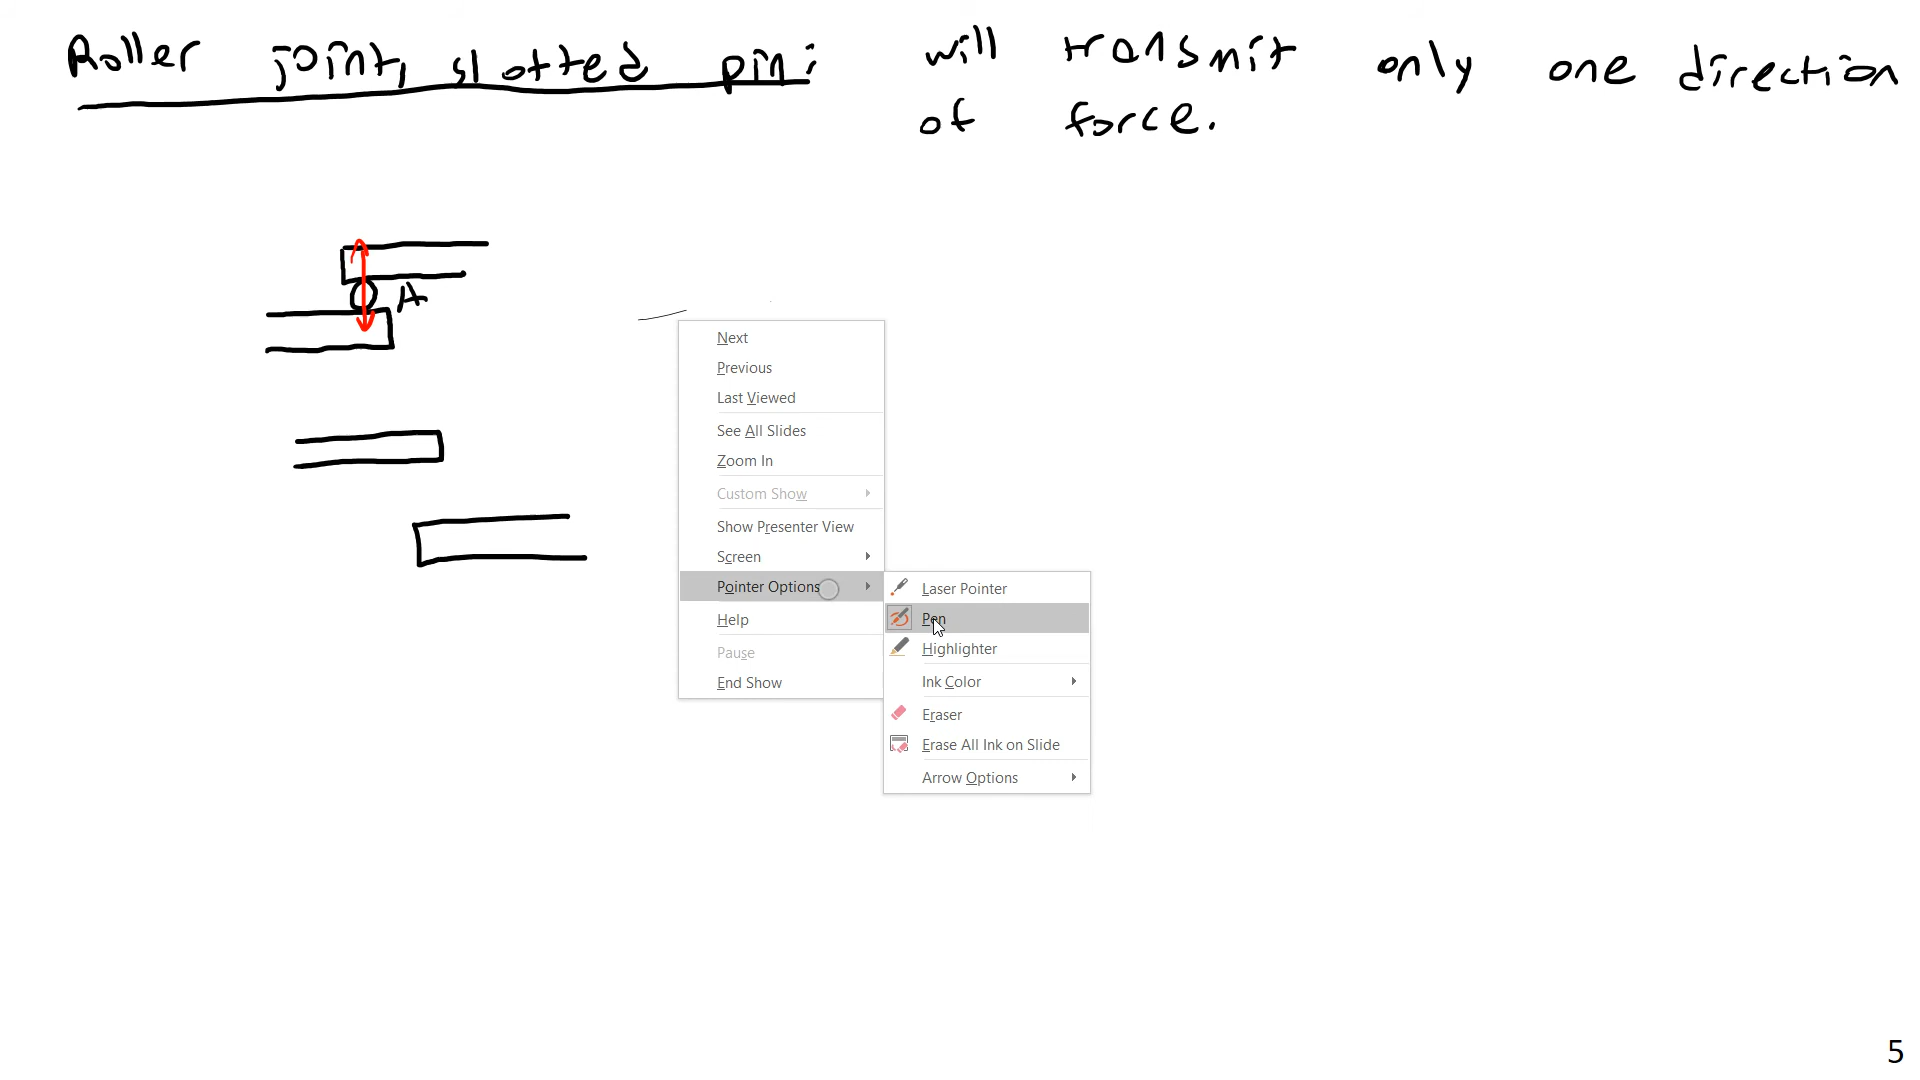 Roller joint, slotted pin: will transmit only one direction
of force.
A
Next
Previous
Last Viewed
See All Slides
Zoom In
Custom Show
Show Presenter View
Screen
Pointer Options
Help
Pause
End Show
Laser Pointer
Pen
Highlighter
Ink Color
Eraser
Erase All Ink on Slide
Arrow Options
5